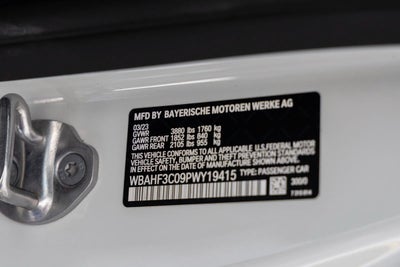 MFD BY BAYERISCHE MOTOREN WERKE AG
03/23
GVWR 3880 lbs 1760 kg
GAWR FRONT 1852 lbs 840 kg
GAWR REAR 2105 lbs 955 kg
THIS VEHICLE CONFORMS TO ALL APPLICABLE U.S.FEDERAL MOTOR
VEHICLE SAFETY, BUMPER, AND THEFT PREVENTION STANDARDS
IN EFFECT ON THE DATE OF MANUFACTURE SHOWN ABOVE.
WBAHF3C09PWY19415 TYPE: PASSENGER CAR
300/0